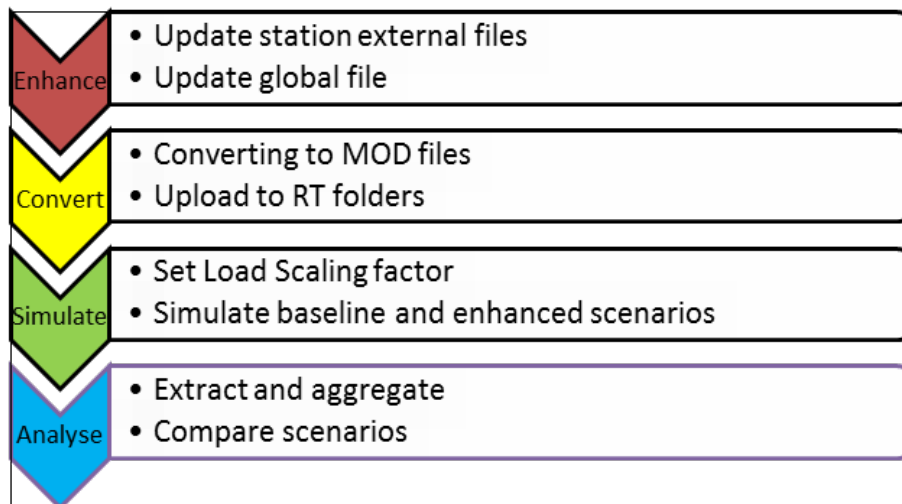 Enhance
• Update station external files
• Update global file
Convert
• Converting to MOD files
• Upload to RT folders
Simulate
• Set Load Scaling factor
• Simulate baseline and enhanced scenarios
Analyse
• Extract and aggregate
• Compare scenarios